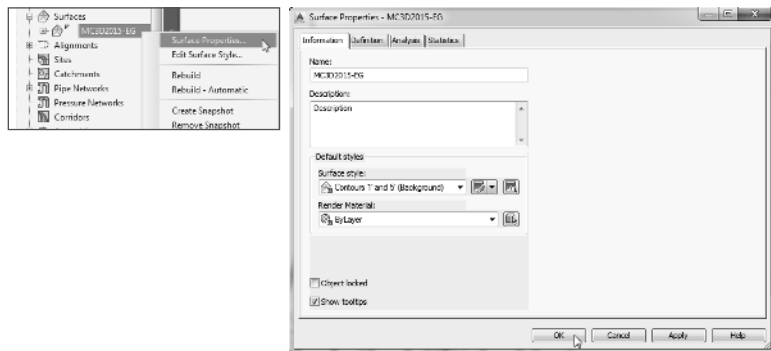 Surfaces
MC3D2015-EG
Alignments
Sites
Catchments
Pipe Networks
Pressure Networks
Corridors
Surface Properties...
Edit Surface Style...
Rebuild
Rebuild - Automatic
Create Snapshot
Remove Snapshot
Surface Properties - MC3D2015-EG
Information Definition Analysis Statistics
Name:
MC3D2015-EG
Description:
Description
Default styles
Surface style:
Contours 1' and 5' (Background)
Render Material:
ByLayer
Object locked
Show tooltips
OK Cancel Apply Help